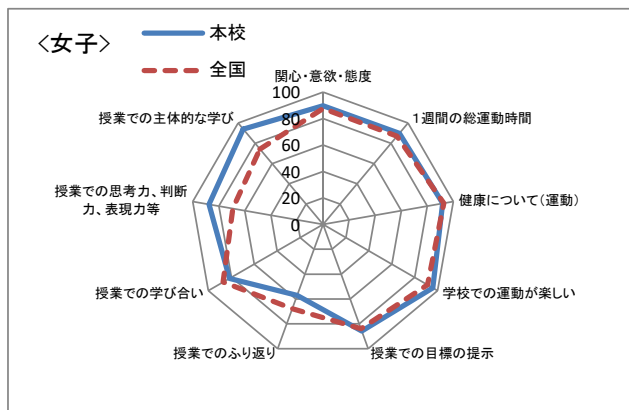 <女子>
本校
全国
関心・意欲・態度
1週間の総運動時間
健康について(運動)
学校での運動が楽しい
授業での目標の提示
授業でのふり返り
授業での学び合い
授業での思考力、判断
力、表現力等
授業での主体的な学び
100
80
60
40
20
0